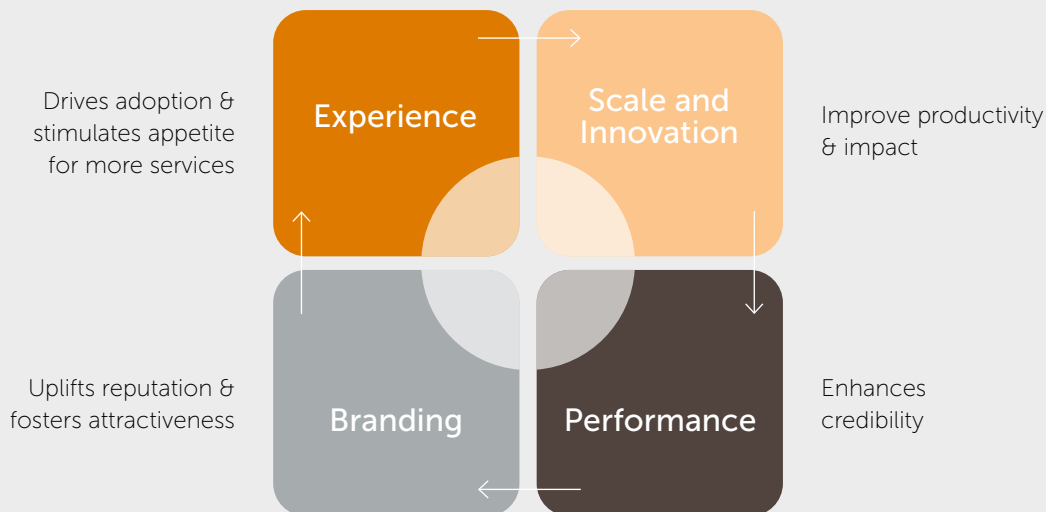 Drives adoption &
stimulates appetite
for more services
Experience
Scale and
Innovation
Improve productivity
& impact
Uplifts reputation &
fosters attractiveness
Branding
Performance
Enhances
credibility